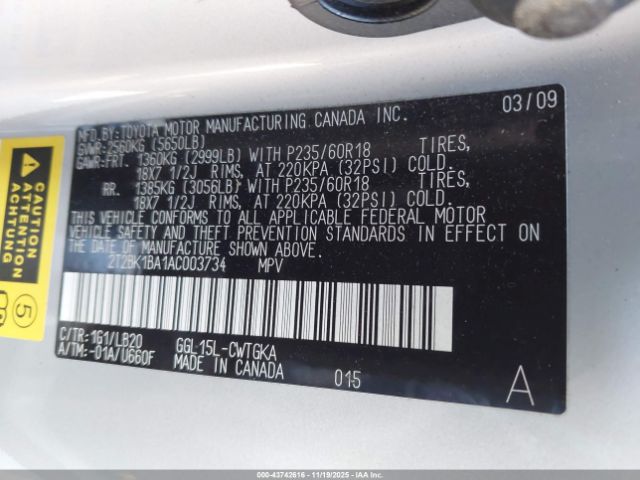 MFD. BY: TOYOTA MOTOR MANUFACTURING CANADA INC. 03/09
GVWR: 2560KG (5650LB)
GAWR: FRT. 1360KG (2999LB) WITH P235/60R18 TIRES,
18X7 1/2J RIMS, AT 220KPA (32PSI) COLD.
RR. 1385KG (3056LB) WITH P235/60R18 TIRES,
18X7 1/2J RIMS, AT 220KPA (32PSI) COLD.
THIS VEHICLE CONFORMS TO ALL APPLICABLE FEDERAL MOTOR
VEHICLE SAFETY AND THEFT PREVENTION STANDARDS IN EFFECT ON
THE DATE OF MANUFACTURE SHOWN ABOVE.
2T2BK1BA1AC003734 MPV
C/TR: 1G1/LB20 GGL15L-CWTGKA
A/TM: -01A/U660F MADE IN CANADA 015
A
CAUTION
ATTENTION
ACHTUNG
5
000-43742616 - 11/19/2025 - IAAI.COM